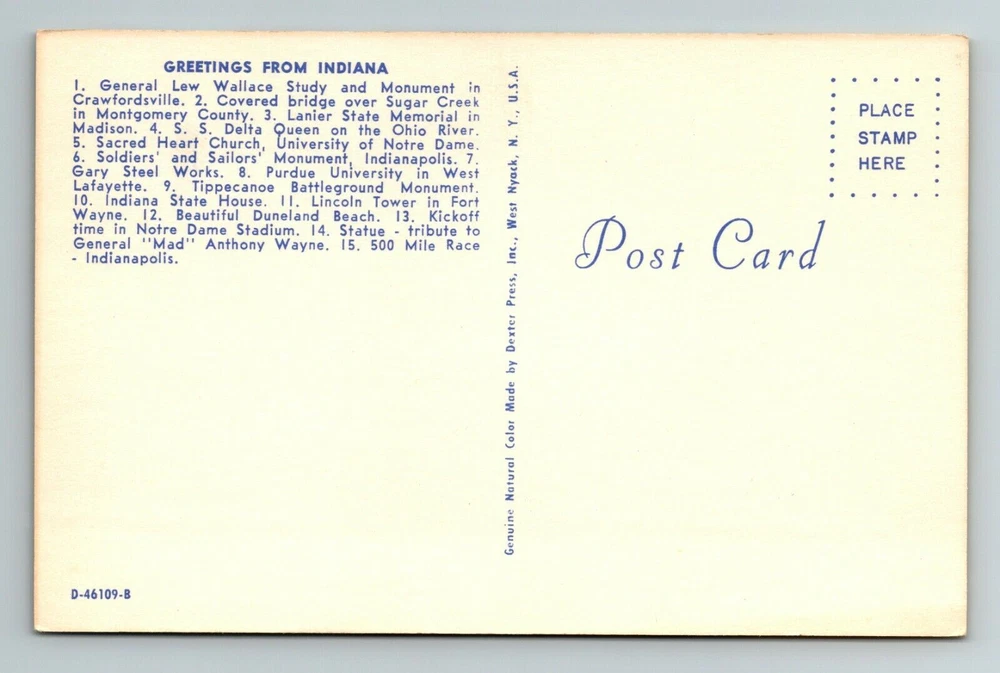 GREETINGS FROM INDIANA
1. General Lew Wallace Study and Monument in
Crawfordsville. 2. Covered bridge over Sugar Creek
in Montgomery County. 3. Lanier State Memorial in
Madison. 4. S. S. Delta Queen on the Ohio River.
5. Sacred Heart Church, University of Notre Dame.
6. Soldiers' and Sailors' Monument, Indianapolis. 7.
Gary Steel Works. 8. Purdue University in West
Lafayette. 9. Tippecanoe Battleground Monument.
10. Indiana State House. 11. Lincoln Tower in Fort
Wayne. 12. Beautiful Duneland Beach. 13. Kickoff
time in Notre Dame Stadium. 14. Statue - tribute to
General "Mad" Anthony Wayne. 15. 500 Mile Race
- Indianapolis.
D-46109-B
Genuine Natural Color Made by Dexter Press, Inc., West Nyack, N. Y., U.S.A.
PLACE
STAMP
HERE
Post Card